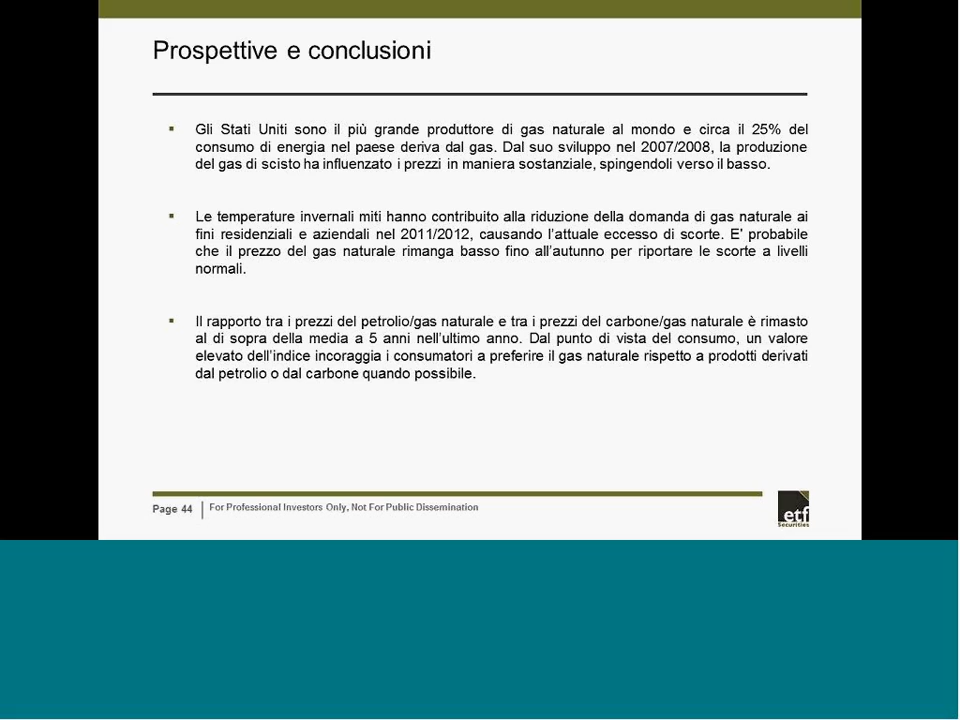 Prospettive e conclusioni
▪ Gli Stati Uniti sono il più grande produttore di gas naturale al mondo e circa il 25% del
consumo di energia nel paese deriva dal gas. Dal suo sviluppo nel 2007/2008, la produzione
del gas di scisto ha influenzato i prezzi in maniera sostanziale, spingendoli verso il basso.
▪ Le temperature invernali miti hanno contribuito alla riduzione della domanda di gas naturale ai
fini residenziali e aziendali nel 2011/2012, causando l'attuale eccesso di scorte. E' probabile
che il prezzo del gas naturale rimanga basso fino all'autunno per riportare le scorte a livelli
normali.
▪ Il rapporto tra i prezzi del petrolio/gas naturale e tra i prezzi del carbone/gas naturale è rimasto
al di sopra della media a 5 anni nell'ultimo anno. Dal punto di vista del consumo, un valore
elevato dell'indice incoraggia i consumatori a preferire il gas naturale rispetto a prodotti derivati
dal petrolio o dal carbone quando possibile.
Page 44 | For Professional Investors Only, Not For Public Dissemination
etf
Securities